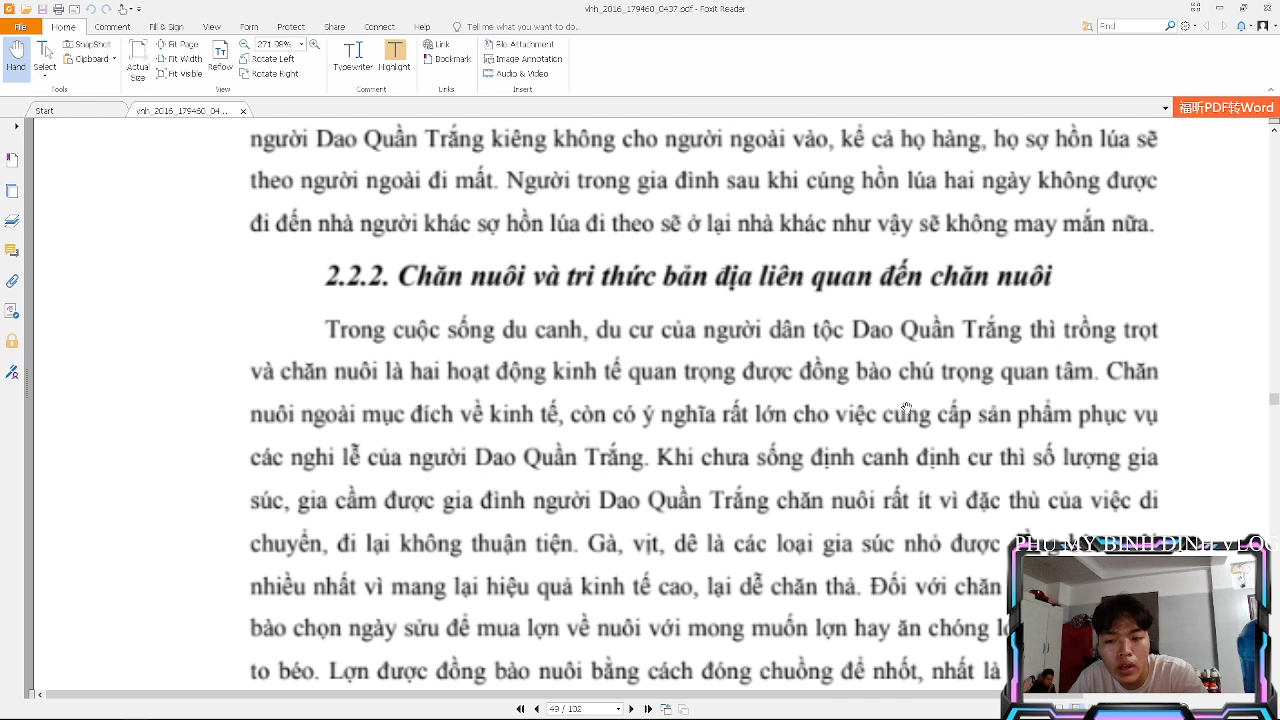 vhh_2016_179460_0437.pdf - Foxit Reader
File Home Comment Fill & Sign View Form Protect Share Connect Help Tell me what you want to do.. Find
Hand Select SnapShot Clipboard Actual Size Fit Page Fit Width Fit Visible Reflow 271.96% Rotate Left Rotate Right Typewriter Highlight Link Bookmark File Attachment Image Annotation Audio & Video
Tools View Comment Links Insert
Start vhh_2016_179460_04... 福昕PDF转Word
người Dao Quần Trắng kiêng không cho người ngoài vào, kể cả họ hàng, họ sợ hồn lúa sẽ
theo người ngoài đi mất. Người trong gia đình sau khi cúng hồn lúa hai ngày không được
đi đến nhà người khác sợ hồn lúa đi theo sẽ ở lại nhà khác như vậy sẽ không may mắn nữa.
2.2.2. Chăn nuôi và tri thức bản địa liên quan đến chăn nuôi
Trong cuộc sống du canh, du cư của người dân tộc Dao Quần Trắng thì trồng trọt
và chăn nuôi là hai hoạt động kinh tế quan trọng được đồng bào chú trọng quan tâm. Chăn
nuôi ngoài mục đích về kinh tế, còn có ý nghĩa rất lớn cho việc cung cấp sản phẩm phục vụ
các nghi lễ của người Dao Quần Trắng. Khi chưa sống định canh định cư thì số lượng gia
súc, gia cầm được gia đình người Dao Quần Trắng chăn nuôi rất ít vì đặc thù của việc di
chuyển, đi lại không thuận tiện. Gà, vịt, dê là các loại gia súc nhỏ được
PHU MY BINH DINH VLOG
nhiều nhất vì mang lại hiệu quả kinh tế cao, lại dễ chăn thả. Đối với chăn
bào chọn ngày sửu để mua lợn về nuôi với mong muốn lợn hay ăn chóng
to béo. Lợn được đồng bào nuôi bằng cách đóng chuồng để nhốt, nhất là
49 / 102